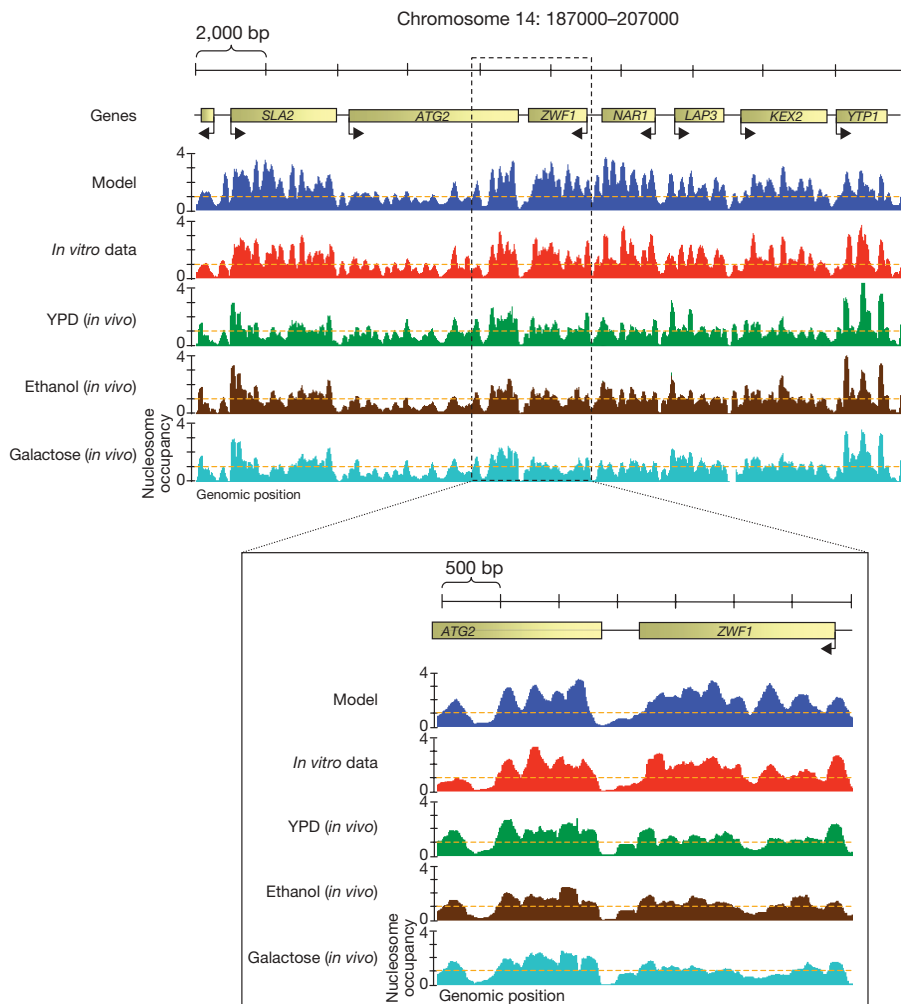 Chromosome 14: 187000–207000
2,000 bp
Genes
SLA2 ATG2 ZWF1 NAR1 LAP3 KEX2 YTP1
4
Model
0
4
In vitro data
0
4
YPD (in vivo)
0
4
Ethanol (in vivo)
0
4
Galactose (in vivo)
0
Nucleosome
occupancy
Genomic position
500 bp
ATG2 ZWF1
4
Model
0
4
In vitro data
0
4
YPD (in vivo)
0
4
Ethanol (in vivo)
0
4
Galactose (in vivo)
0
Nucleosome
occupancy
Genomic position